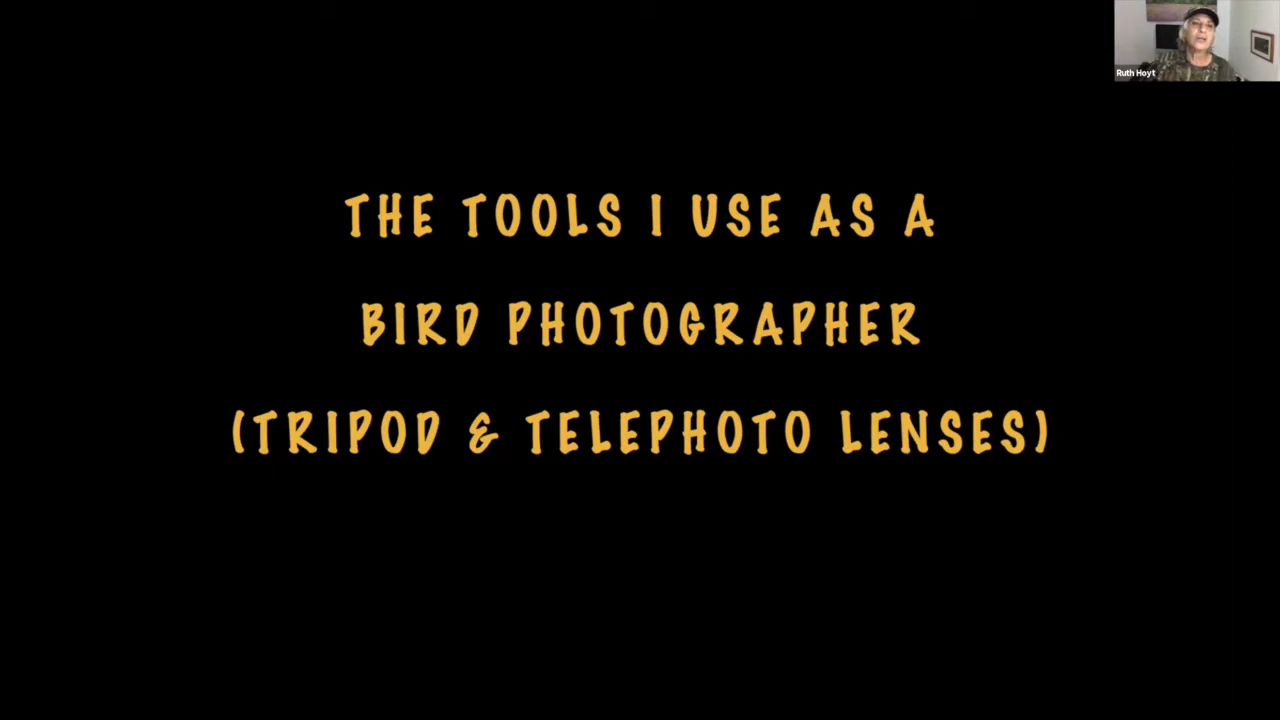 Ruth Hoyt
THE TOOLS I USE AS A
BIRD PHOTOGRAPHER
(TRIPOD & TELEPHOTO LENSES)